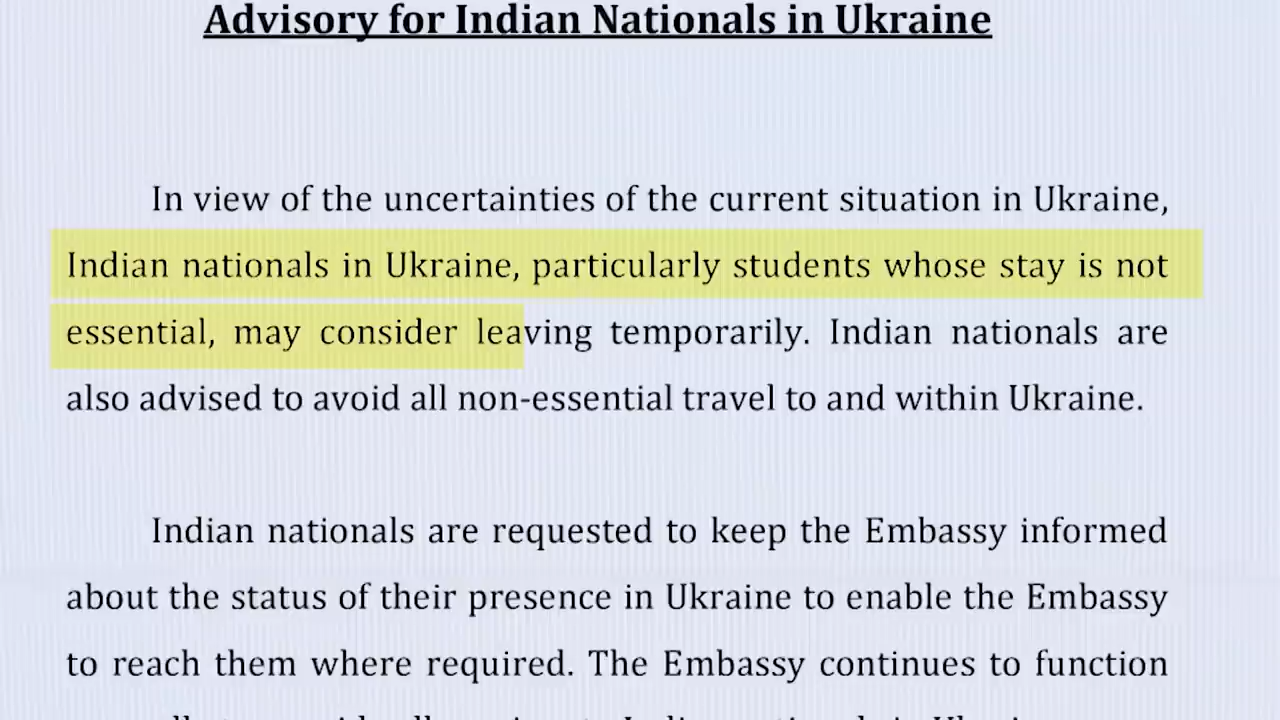 Advisory for Indian Nationals in Ukraine
In view of the uncertainties of the current situation in Ukraine,
Indian nationals in Ukraine, particularly students whose stay is not
essential, may consider leaving temporarily. Indian nationals are
also advised to avoid all non-essential travel to and within Ukraine.
Indian nationals are requested to keep the Embassy informed
about the status of their presence in Ukraine to enable the Embassy
to reach them where required. The Embassy continues to function